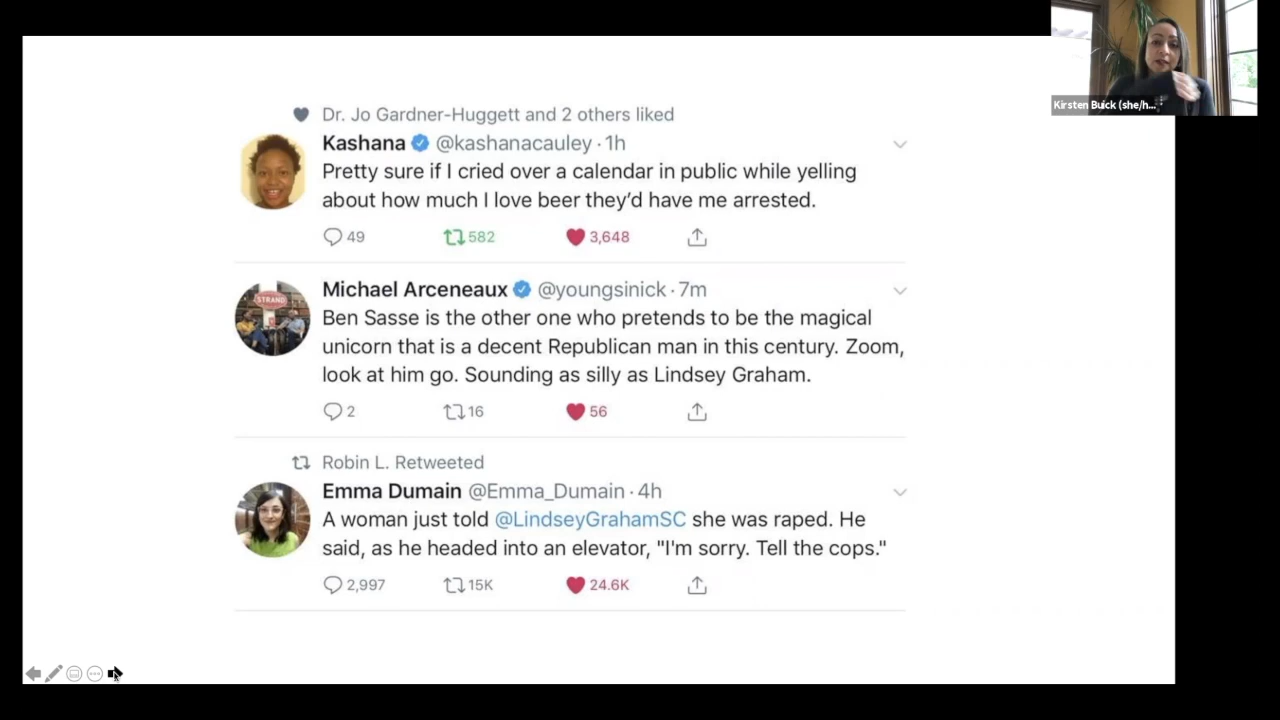 Kirsten Buick (she/h...
Dr. Jo Gardner-Huggett and 2 others liked
Kashana @kashanacauley · 1h
Pretty sure if I cried over a calendar in public while yelling
about how much I love beer they’d have me arrested.
49 582 3,648
STRAND
Michael Arceneaux @youngsinick · 7m
Ben Sasse is the other one who pretends to be the magical
unicorn that is a decent Republican man in this century. Zoom,
look at him go. Sounding as silly as Lindsey Graham.
2 16 56
Robin L. Retweeted
Emma Dumain @Emma_Dumain · 4h
A woman just told @LindseyGrahamSC she was raped. He
said, as he headed into an elevator, "I'm sorry. Tell the cops."
2,997 15K 24.6K